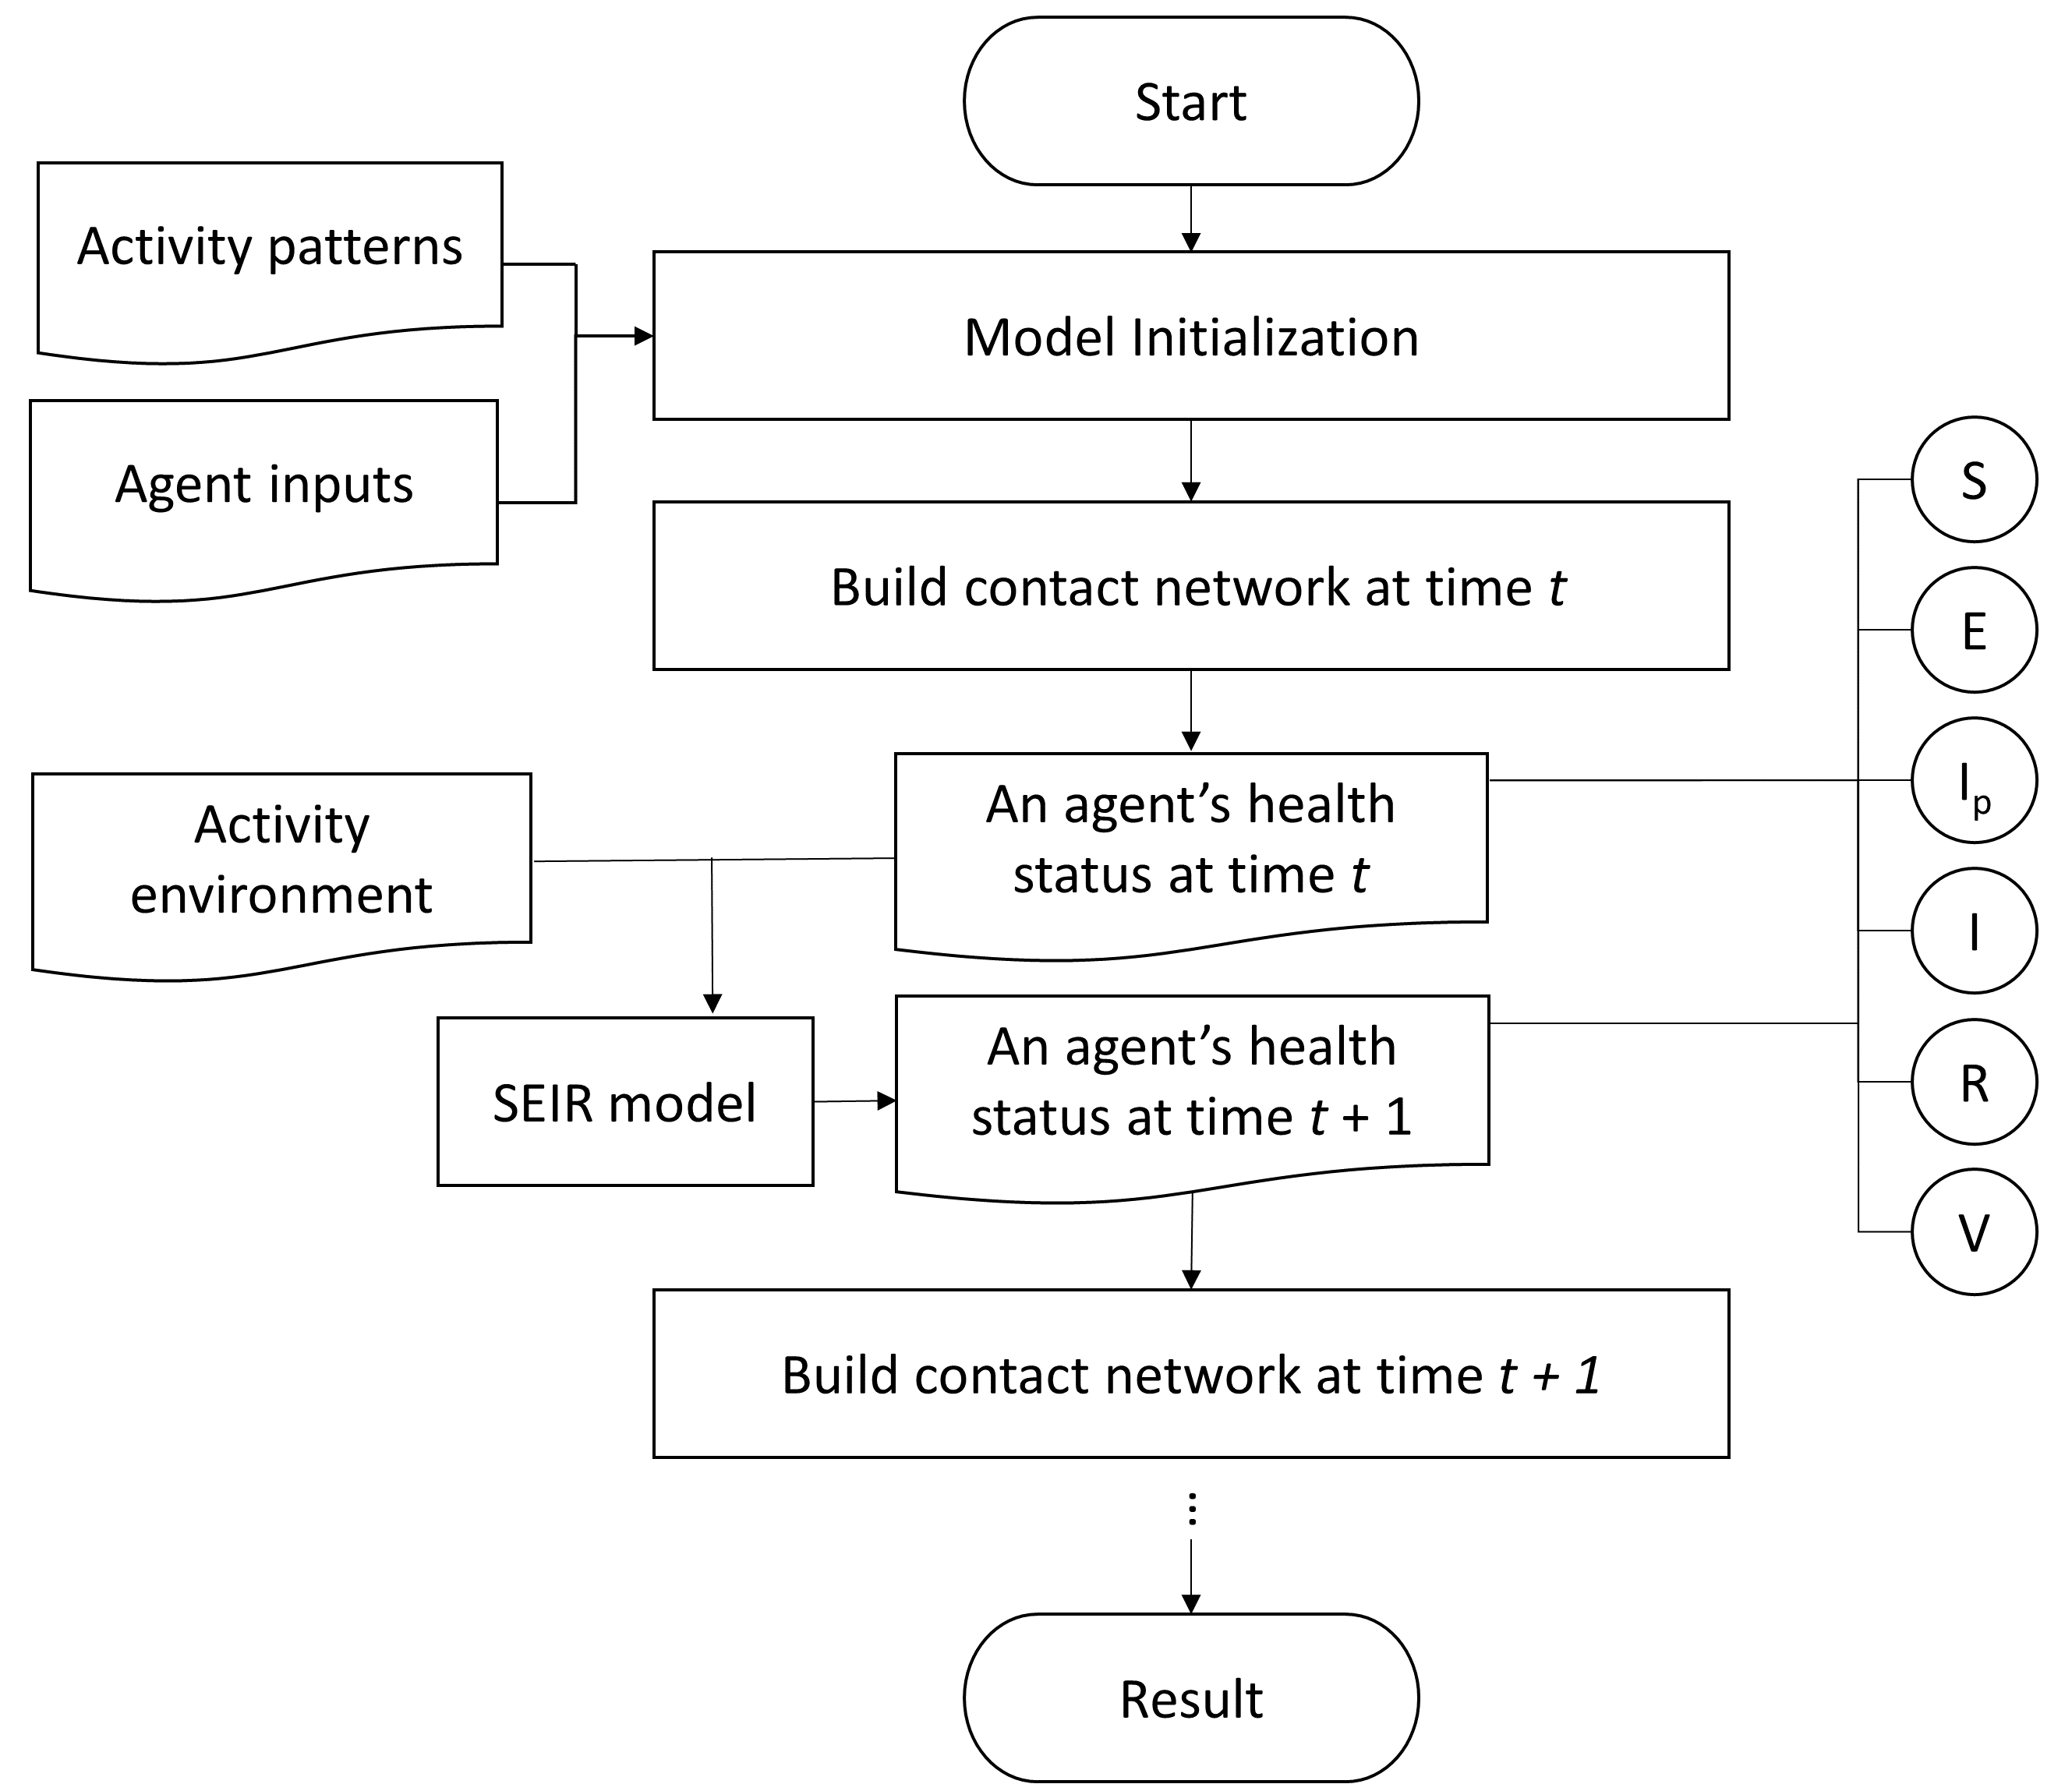 Start
Activity patterns
Model Initialization
Agent inputs
Build contact network at time t
S
E
Ip
I
R
V
An agent’s health
status at time t
Activity
environment
SEIR model
An agent’s health
status at time t + 1
Build contact network at time t + 1
⋮
Result